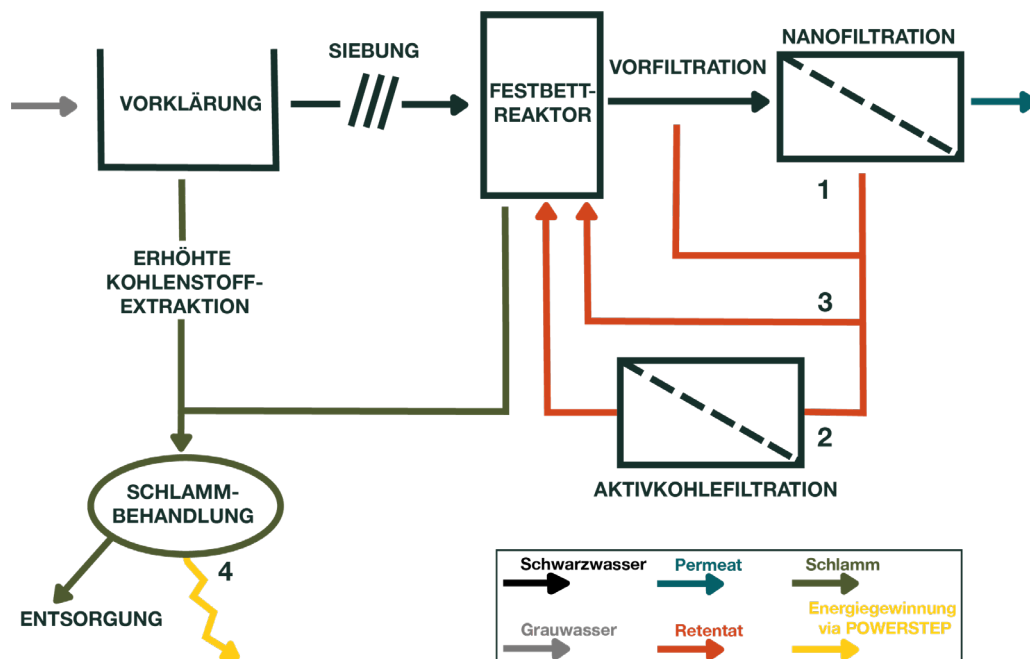 SIEBUNG
NANOFILTRATION
VORKLÄRUNG
FESTBETT-
REAKTOR
VORFILTRATION
1
ERHÖHTE
KOHLENSTOFF-
EXTRAKTION
3
2
AKTIVKOHLEFILTRATION
SCHLAMM-
BEHANDLUNG
4
ENTSORGUNG
Schwarzwasser
Permeat
Schlamm
Grauwasser
Retentat
Energiegewinnung
via POWERSTEP